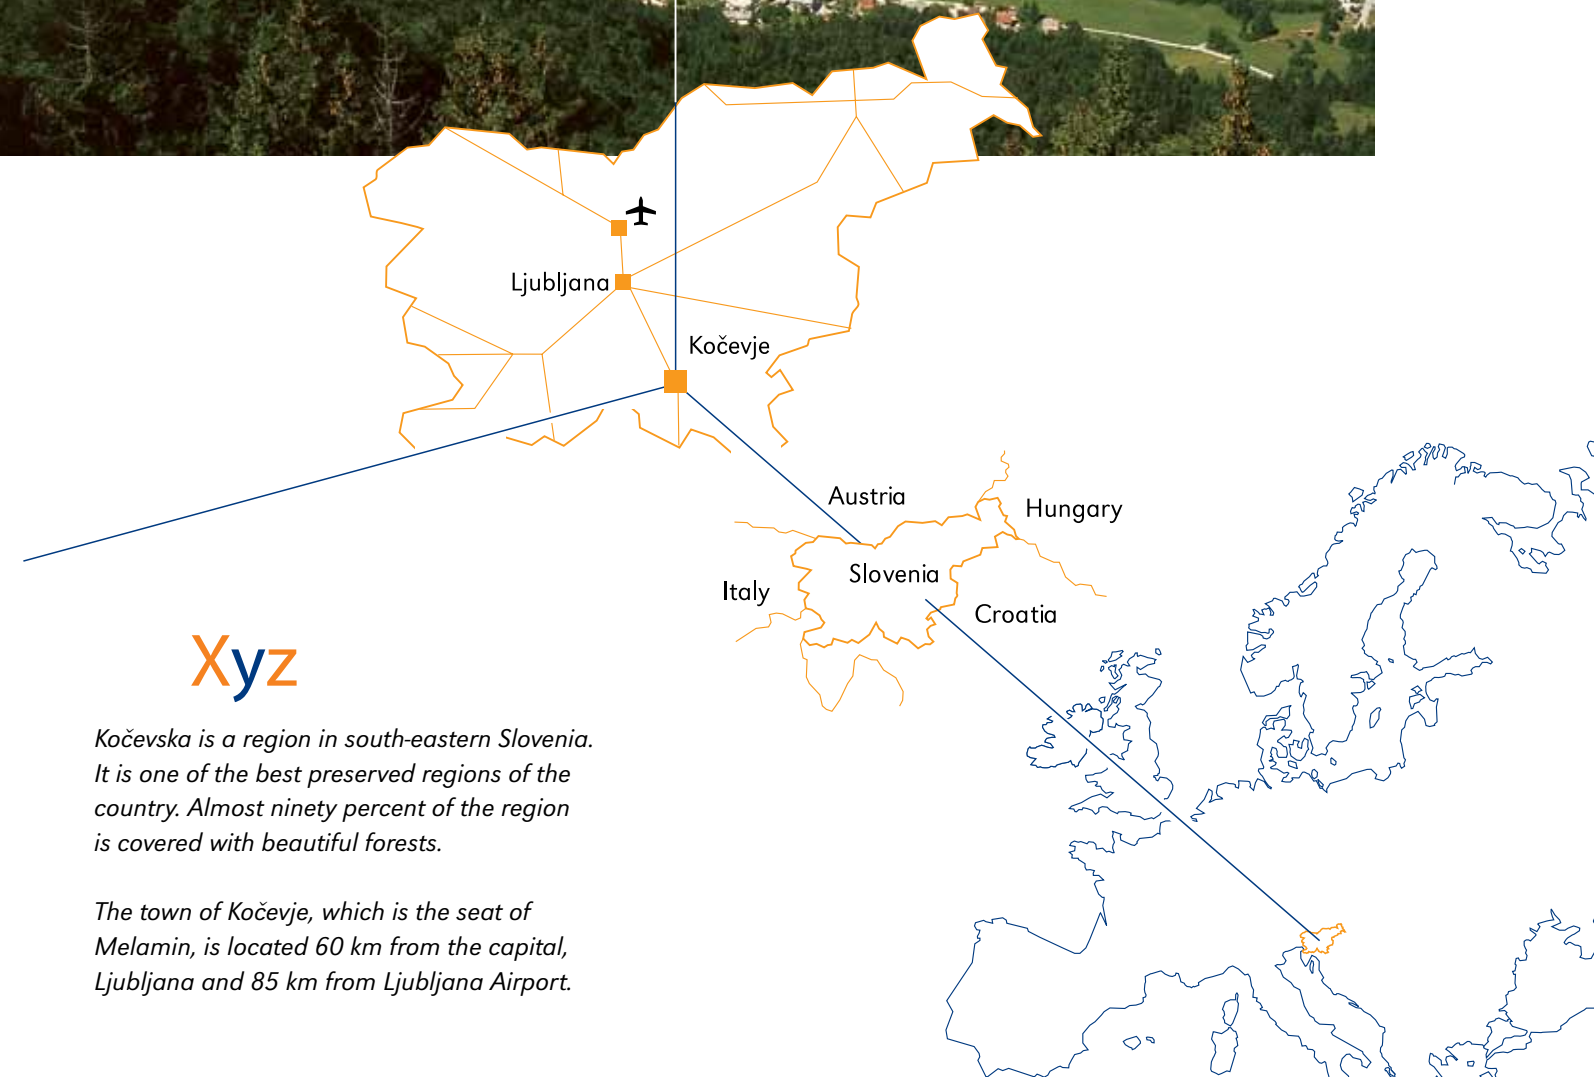 Ljubljana
Kočevje
Austria
Hungary
Slovenia
Italy
Croatia
Xyz
Kočevska is a region in south-eastern Slovenia.
It is one of the best preserved regions of the
country. Almost ninety percent of the region
is covered with beautiful forests.
The town of Kočevje, which is the seat of
Melamin, is located 60 km from the capital,
Ljubljana and 85 km from Ljubljana Airport.